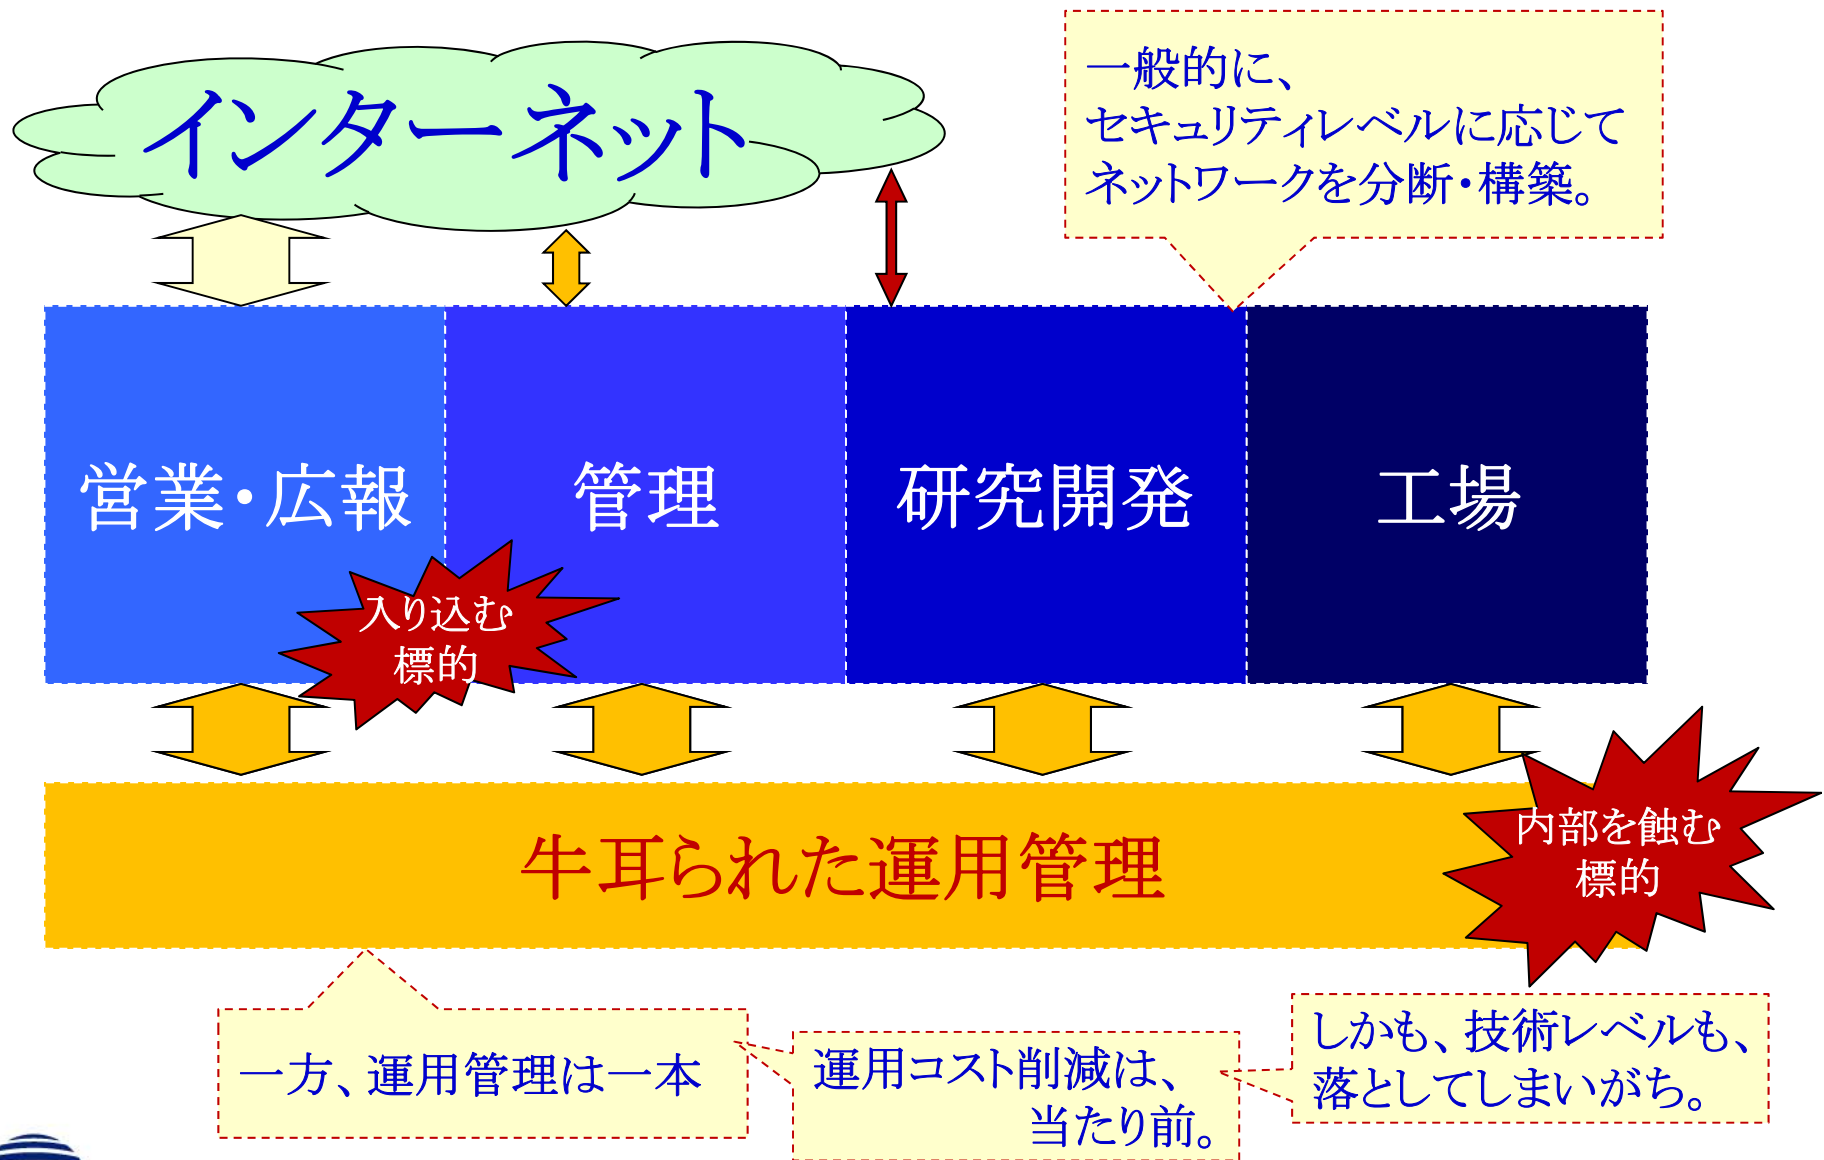 インターネット
一般的に、
セキュリティレベルに応じて
ネットワークを分断・構築。
営業・広報
管理
研究開発
工場
入り込む
標的
牛耳られた運用管理
内部を蝕む
標的
一方、運用管理は一本
運用コスト削減は、
当たり前。
しかも、技術レベルも、
落としてしまいがち。